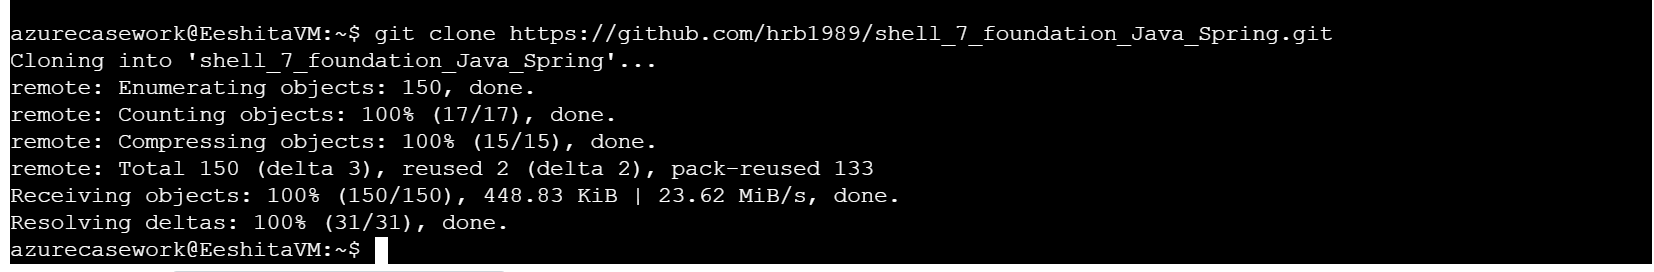 azurecasework@EeshitaVM:~$ git clone https://github.com/hrb1989/shell_7_foundation_Java_Spring.git
Cloning into 'shell_7_foundation_Java_Spring'...
remote: Enumerating objects: 150, done.
remote: Counting objects: 100% (17/17), done.
remote: Compressing objects: 100% (15/15), done.
remote: Total 150 (delta 3), reused 2 (delta 2), pack-reused 133
Receiving objects: 100% (150/150), 448.83 KiB | 23.62 MiB/s, done.
Resolving deltas: 100% (31/31), done.
azurecasework@EeshitaVM:~$